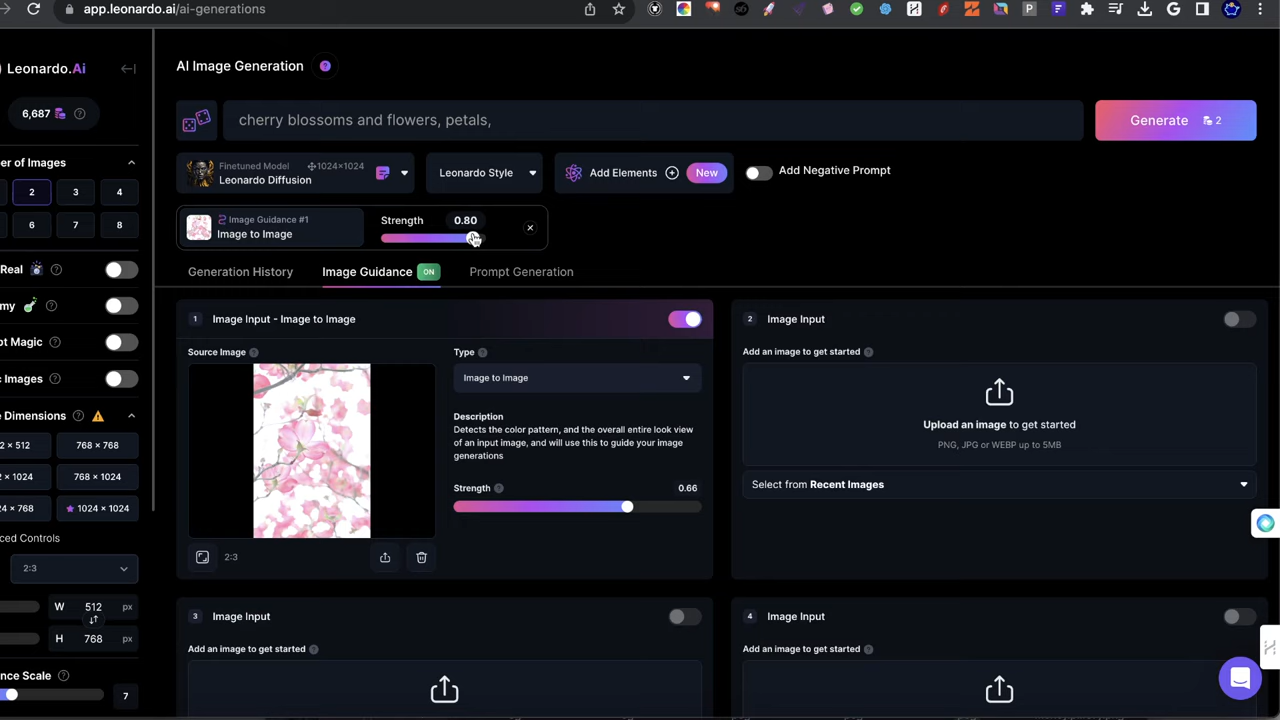 app.leonardo.ai/ai-generations
Leonardo.Ai
AI Image Generation
6,687
cherry blossoms and flowers, petals,
Generate 2
er of Images
2 3 4
6 7 8
Finetuned Model 1024×1024
Leonardo Diffusion
Leonardo Style
Add Elements New
Add Negative Prompt
Image Guidance #1
Image to Image
Strength 0.80
Real
my
pt Magic
c Images
Generation History
Image Guidance ON
Prompt Generation
1 Image Input - Image to Image
Source Image
2:3
Type
Image to Image
Description
Detects the color pattern, and the overall entire look view
of an input image, and will use this to guide your image
generations
Strength 0.66
2 Image Input
Add an image to get started
Upload an image to get started
PNG, JPG or WEBP up to 5MB
Select from Recent Images
e Dimensions
2 × 512 768 × 768
2 × 1024 768 × 1024
4 × 768 1024 × 1024
ced Controls
2:3
W 512 px
H 768 px
nce Scale
7
3 Image Input
Add an image to get started
4 Image Input
Add an image to get started